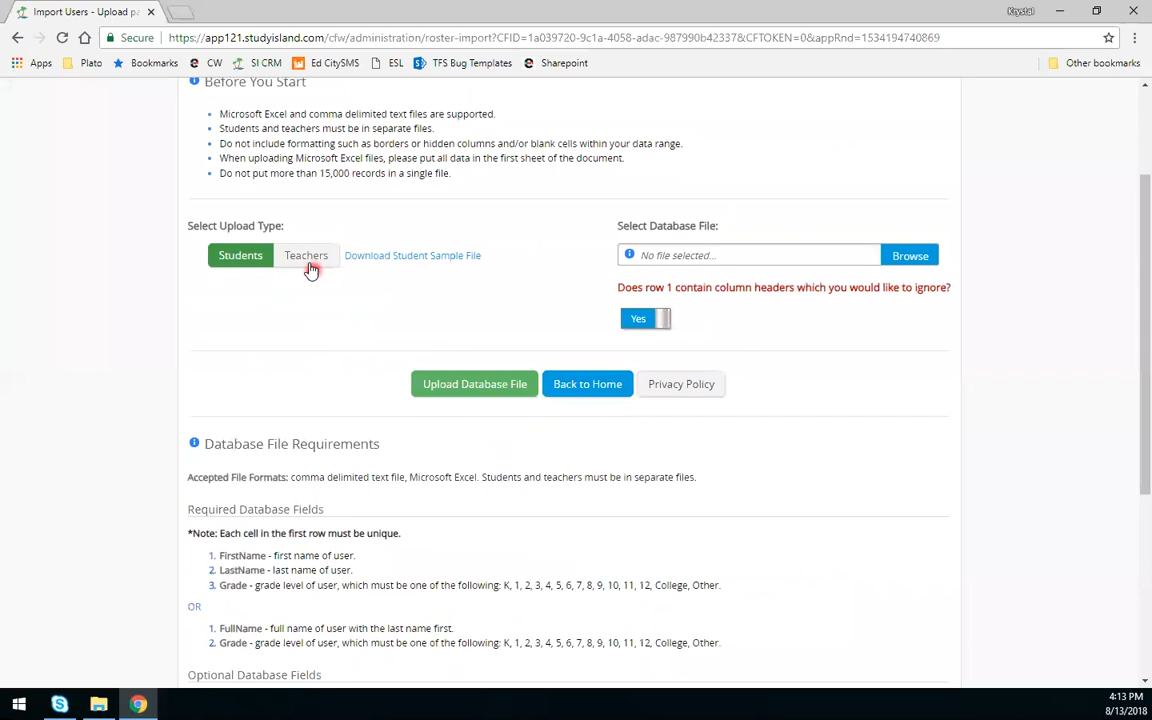 Import Users - Upload pa
Krystal
Secure
https://app121.studyisland.com/cfw/administration/roster-import?CFID=1a039720-9c1a-4058-adac-987990b42337&CFTOKEN=0&appRnd=1534194740869
Apps Plato Bookmarks CW SI CRM Ed CitySMS ESL TFS Bug Templates Sharepoint Other bookmarks
Before You Start
Microsoft Excel and comma delimited text files are supported.
Students and teachers must be in separate files.
Do not include formatting such as borders or hidden columns and/or blank cells within your data range.
When uploading Microsoft Excel files, please put all data in the first sheet of the document.
Do not put more than 15,000 records in a single file.
Select Upload Type: Select Database File:
Students Teachers Download Student Sample File No file selected... Browse
Does row 1 contain column headers which you would like to ignore?
Yes
Upload Database File Back to Home Privacy Policy
Database File Requirements
Accepted File Formats: comma delimited text file, Microsoft Excel. Students and teachers must be in separate files.
Required Database Fields
*Note: Each cell in the first row must be unique.
1. FirstName - first name of user.
2. LastName - last name of user.
3. Grade - grade level of user, which must be one of the following: K, 1, 2, 3, 4, 5, 6, 7, 8, 9, 10, 11, 12, College, Other.
OR
1. FullName - full name of user with the last name first.
2. Grade - grade level of user, which must be one of the following: K, 1, 2, 3, 4, 5, 6, 7, 8, 9, 10, 11, 12, College, Other.
Optional Database Fields
4:13 PM
8/13/2018